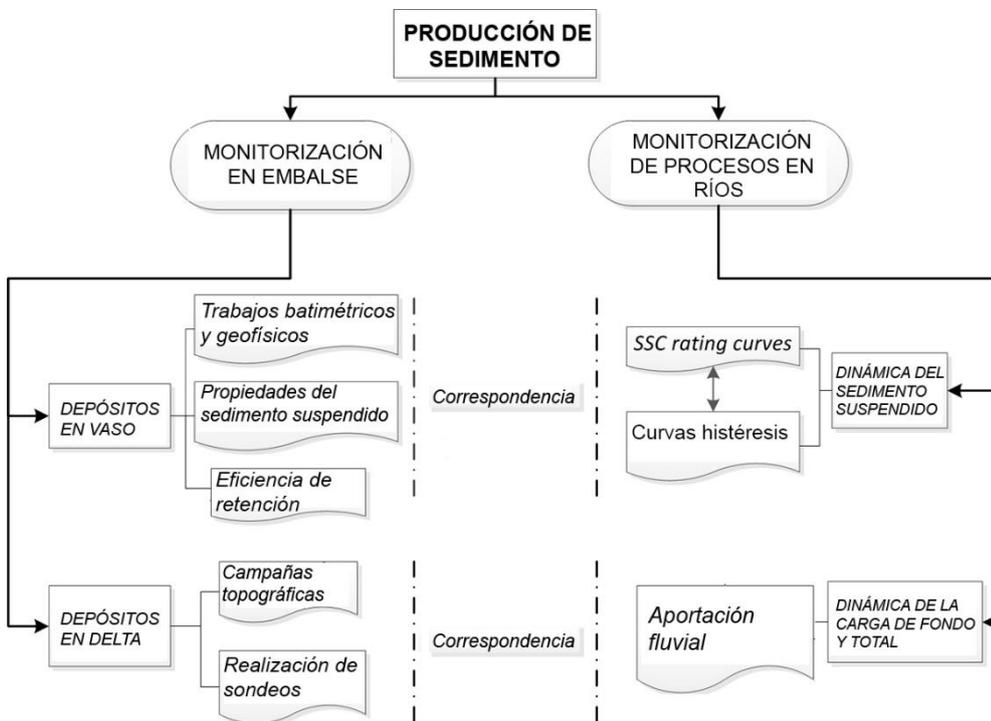 PRODUCCIÓN DE
SEDIMENTO
MONITORIZACIÓN
EN EMBALSE
MONITORIZACIÓN
DE PROCESOS EN
RÍOS
Trabajos batimétricos
y geofísicos
Propiedades del
sedimento suspendido
Eficiencia de
retención
DEPÓSITOS
EN VASO
Correspondencia
SSC rating curves
Curvas histéresis
DINÁMICA DEL
SEDIMENTO
SUSPENDIDO
Campañas
topográficas
Realización de
sondeos
DEPÓSITOS
EN DELTA
Correspondencia
Aportación
fluvial
DINÁMICA DE LA
CARGA DE FONDO
Y TOTAL